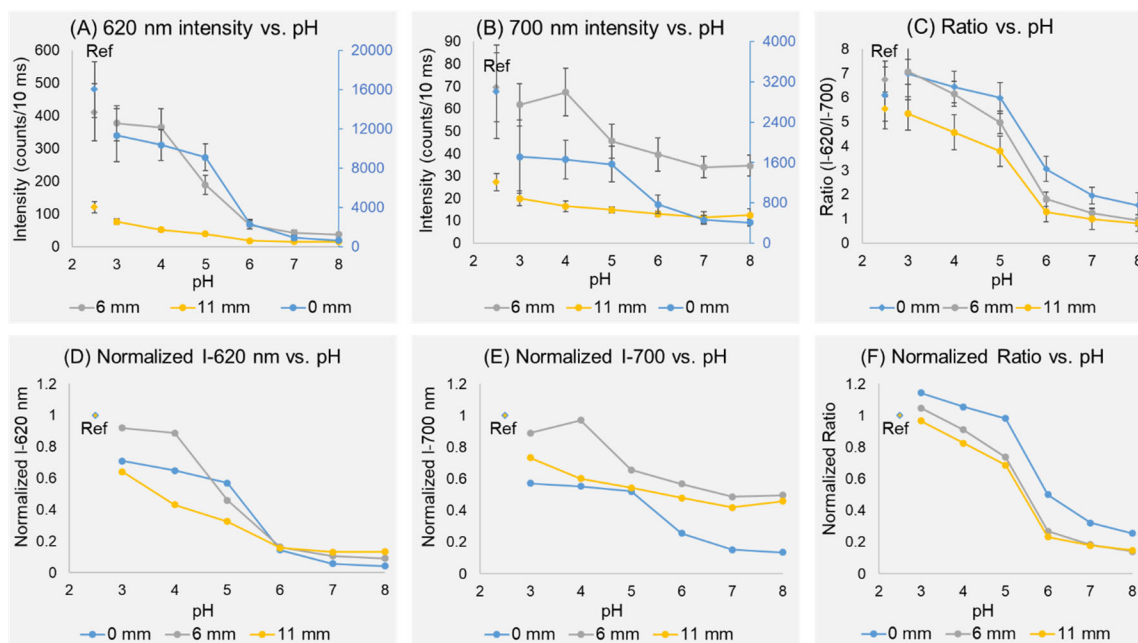 (A) 620 nm intensity vs. pH
Ref
Intensity (counts/10 ms)
600
500
400
300
200
100
0
20000
16000
12000
8000
4000
0
2 3 4 5 6 7 8
pH
6 mm 11 mm 0 mm
(B) 700 nm intensity vs. pH
Ref
Intensity (counts/10 ms)
90
80
70
60
50
40
30
20
10
0
4000
3200
2400
1600
800
0
2 3 4 5 6 7 8
pH
6 mm 11 mm 0 mm
(C) Ratio vs. pH
Ref
Ratio (I-620/I-700)
8
7
6
5
4
3
2
1
0
2 3 4 5 6 7 8
pH
0 mm 6 mm 11 mm
(D) Normalized I-620 nm vs. pH
Ref
Normalized I-620 nm
1.2
1
0.8
0.6
0.4
0.2
0
2 3 4 5 6 7 8
pH
0 mm 6 mm 11 mm
(E) Normalized I-700 vs. pH
Ref
Normalized I-700 nm
1.2
1
0.8
0.6
0.4
0.2
0
2 3 4 5 6 7 8
pH
0 mm 6 mm 11 mm
(F) Normalized Ratio vs. pH
Ref
Normalized Ratio
1.2
1
0.8
0.6
0.4
0.2
0
2 3 4 5 6 7 8
pH
0 mm 6 mm 11 mm